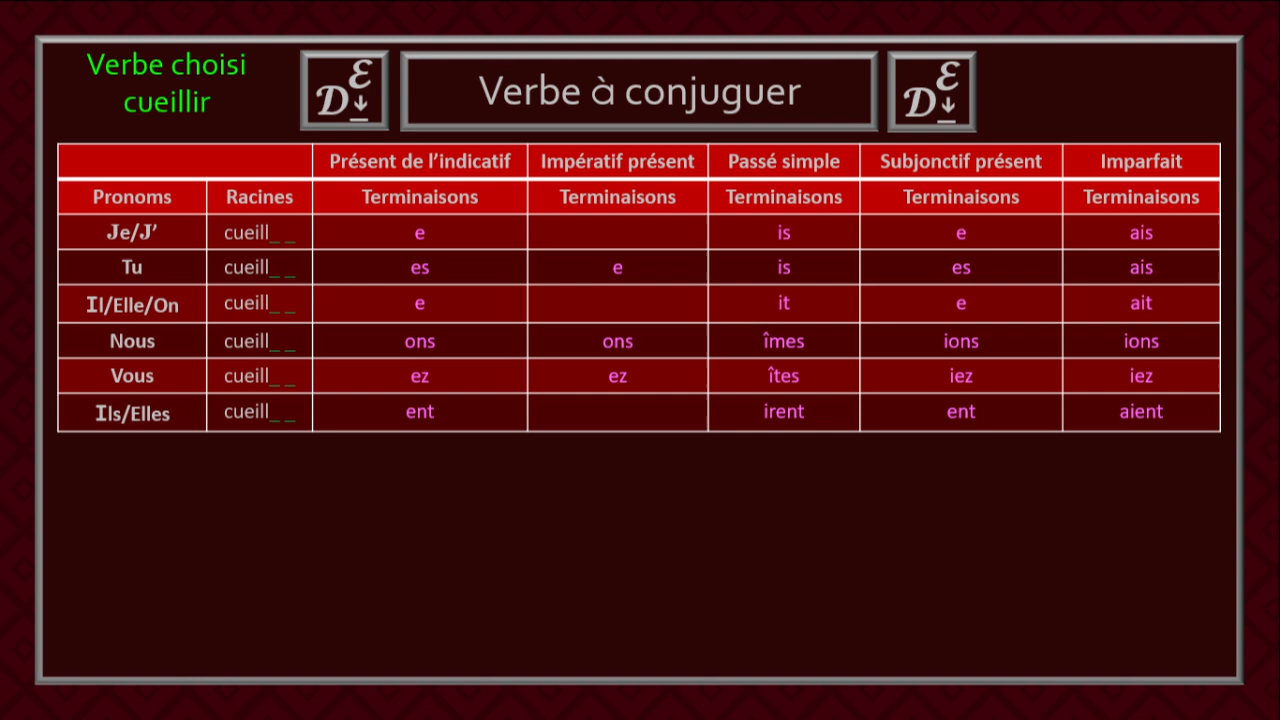 Verbe choisi
cueillir
D E ↓
Verbe à conjuguer
D E ↓
Présent de l’indicatif Impératif présent Passé simple Subjonctif présent Imparfait
Pronoms Racines Terminaisons Terminaisons Terminaisons Terminaisons Terminaisons
Je/J’ cueill_ _ e is e ais
Tu cueill_ _ es e is es ais
Il/Elle/On cueill_ _ e it e ait
Nous cueill_ _ ons ons îmes ions ions
Vous cueill_ _ ez ez îtes iez iez
Ils/Elles cueill_ _ ent irent ent aient